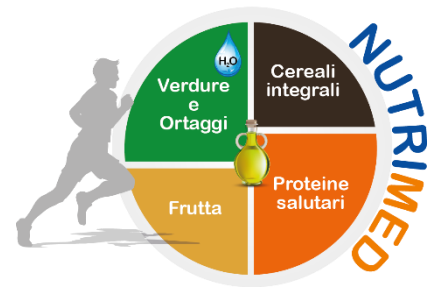 H₂O
Verdure
e
Ortaggi
Cereali
integrali
Frutta
Proteine
salutari
NUTRIMED